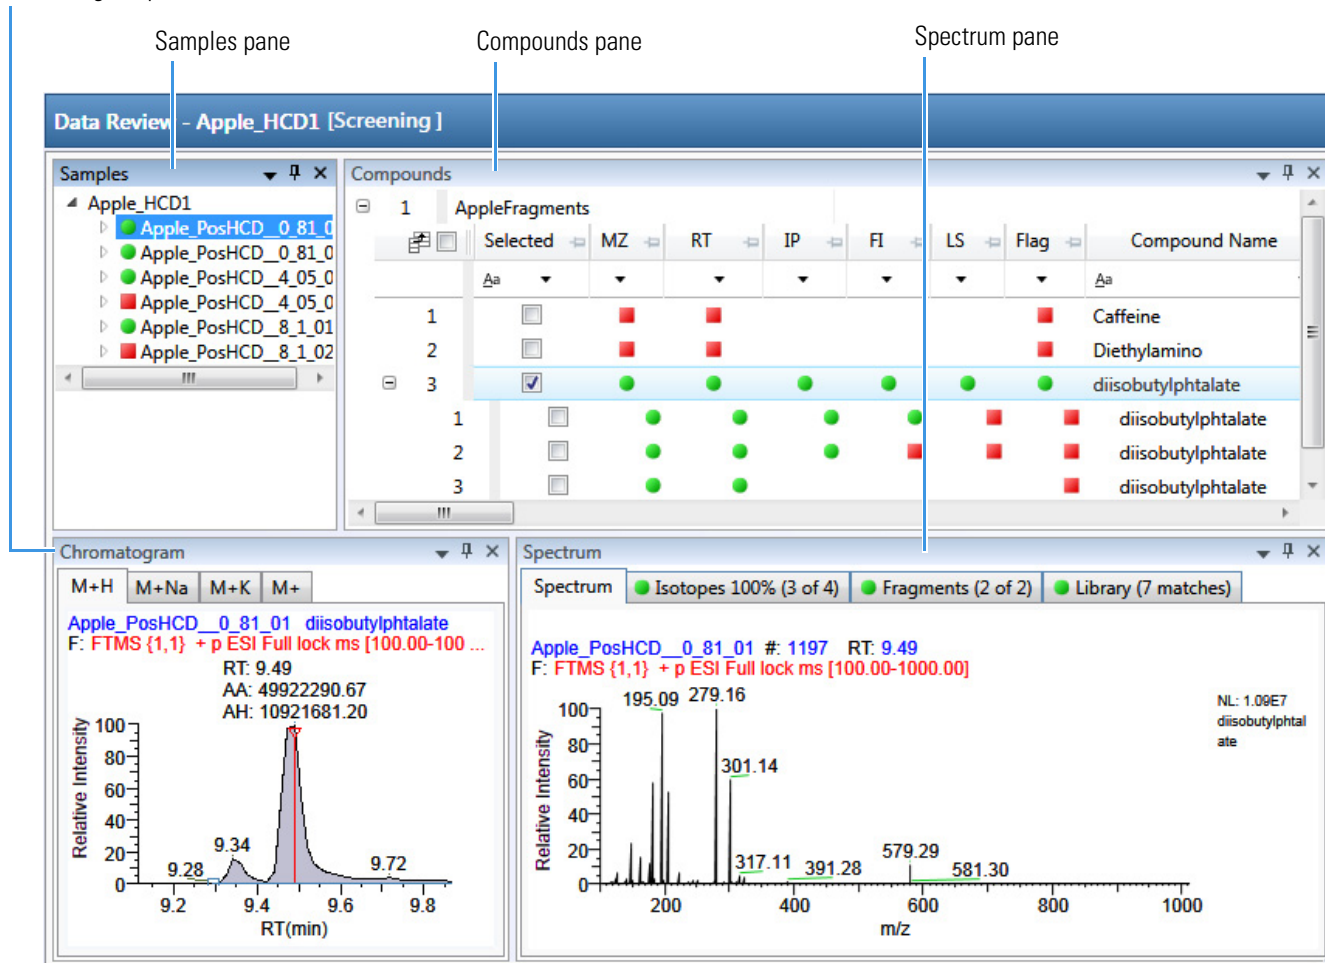 Samples pane
Compounds pane
Spectrum pane
Data Review - Apple_HCD1 [Screening ]
Samples
Apple_HCD1
Apple_PosHCD__0_81_0
Apple_PosHCD__0_81_0
Apple_PosHCD__4_05_0
Apple_PosHCD__4_05_0
Apple_PosHCD__8_1_01
Apple_PosHCD__8_1_02
Compounds
1 AppleFragments
Selected MZ RT IP FI LS Flag Compound Name
Aa Aa
1 Caffeine
2 Diethylamino
3 diisobutylphtalate
1 diisobutylphtalate
2 diisobutylphtalate
3 diisobutylphtalate
Chromatogram
M+H M+Na M+K M+
Apple_PosHCD__0_81_01 diisobutylphtalate
F: FTMS {1,1} + p ESI Full lock ms [100.00-100 ...
RT: 9.49
AA: 49922290.67
AH: 10921681.20
Relative Intensity
100
80
60
40
20
0
9.28
9.34
9.72
9.2 9.4 9.6 9.8
RT(min)
Spectrum
Spectrum Isotopes 100% (3 of 4) Fragments (2 of 2) Library (7 matches)
Apple_PosHCD__0_81_01 #: 1197 RT: 9.49
F: FTMS {1,1} + p ESI Full lock ms [100.00-1000.00]
NL: 1.09E7
diisobutylphtal
ate
Relative Intensity
100
80
60
40
20
0
195.09 279.16
301.14
317.11 391.28
579.29
581.30
200 400 600 800 1000
m/z